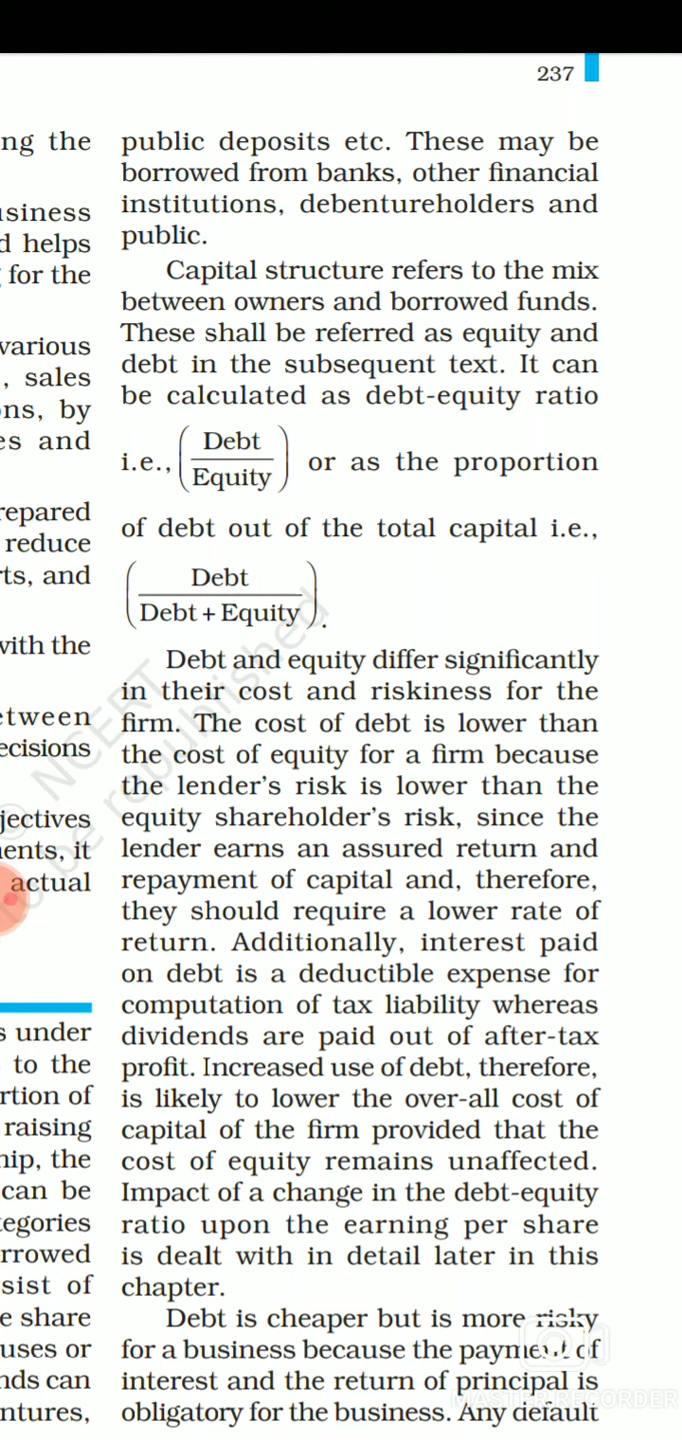 237
ng the
usiness
d helps
for the
various
, sales
ons, by
es and
repared
reduce
rts, and
with the
etween
ecisions
jectives
ents, it
actual
s under
to the
rtion of
raising
hip, the
can be
tegories
rrowed
sist of
e share
uses or
nds can
ntures,
public deposits etc. These may be
borrowed from banks, other financial
institutions, debentureholders and
public.
Capital structure refers to the mix
between owners and borrowed funds.
These shall be referred as equity and
debt in the subsequent text. It can
be calculated as debt-equity ratio
i.e., (Debt / Equity) or as the proportion
of debt out of the total capital i.e.,
(Debt / Debt + Equity).
Debt and equity differ significantly
in their cost and riskiness for the
firm. The cost of debt is lower than
the cost of equity for a firm because
the lender's risk is lower than the
equity shareholder's risk, since the
lender earns an assured return and
repayment of capital and, therefore,
they should require a lower rate of
return. Additionally, interest paid
on debt is a deductible expense for
computation of tax liability whereas
dividends are paid out of after-tax
profit. Increased use of debt, therefore,
is likely to lower the over-all cost of
capital of the firm provided that the
cost of equity remains unaffected.
Impact of a change in the debt-equity
ratio upon the earning per share
is dealt with in detail later in this
chapter.
Debt is cheaper but is more risky
for a business because the payment of
interest and the return of principal is
obligatory for the business. Any default
© NCERT
to be republished
MASTER RECORDER